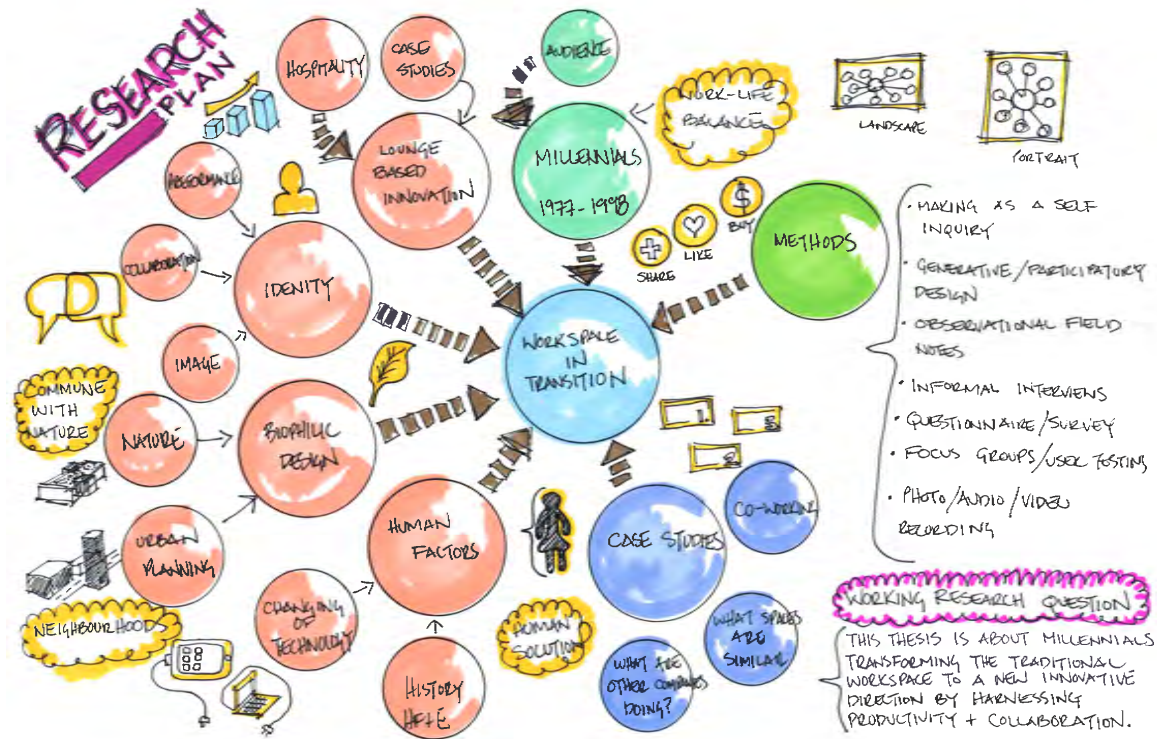 RESEARCH
PLAN
HOSPITALITY
CASE
STUDIES
LOUNGE
BASED
INNOVATION
AUDIENCE
MILLENNIALS
1977-1998
WORK-LIFE
BALANCE
LANDSCAPE
PORTRAIT
SHARE
LIKE
$
BUY
METHODS
• MAKING AS A SELF
INQUIRY
• GENERATIVE/PARTICIPATORY
DESIGN
• OBSERVATIONAL FIELD
NOTES
• INFORMAL INTERVIEWS
• QUESTIONNAIRE/SURVEY
• FOCUS GROUPS/USER TESTING
• PHOTO/AUDIO/VIDEO
RECORDING
COLLABORATION
IDENITY
IMAGE
WORKSPACE
IN
TRANSITION
COMMUNE
WITH
NATURE
NATURE
BIOPHILIC
DESIGN
URBAN
PLANNING
NEIGHBOURHOOD
HUMAN
FACTORS
CHANGING
OF
TECHNOLOGY
HISTORY
HF+E
HUMAN
SOLUTION
1.
2
3
CASE STUDIES
CO-WORKING
WHAT SPACES
ARE
SIMILAR
WHAT ARE
OTHER COMPANIES
DOING?
WORKING RESEARCH QUESTION
THIS THESIS IS ABOUT MILLENNIALS
TRANSFORMING THE TRADITIONAL
WORKSPACE TO A NEW INNOVATIVE
DIRECTION BY HARNESSING
PRODUCTIVITY + COLLABORATION.